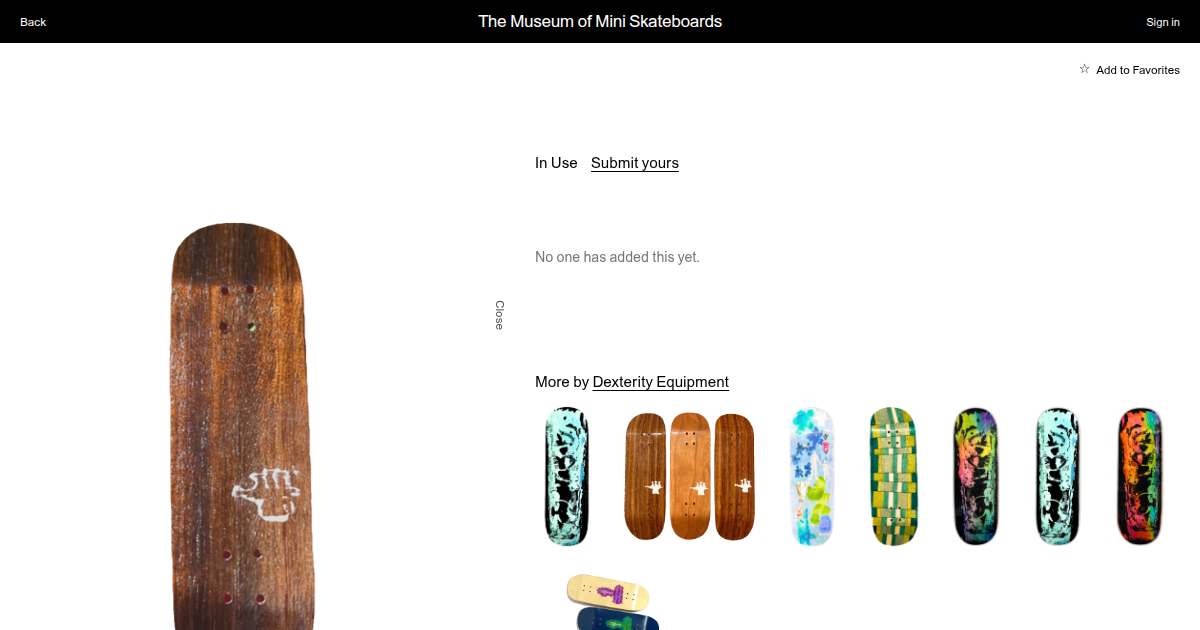 Back
The Museum of Mini Skateboards
Sign in
☆ Add to Favorites
In Use Submit yours
No one has added this yet.
Close
More by Dexterity Equipment